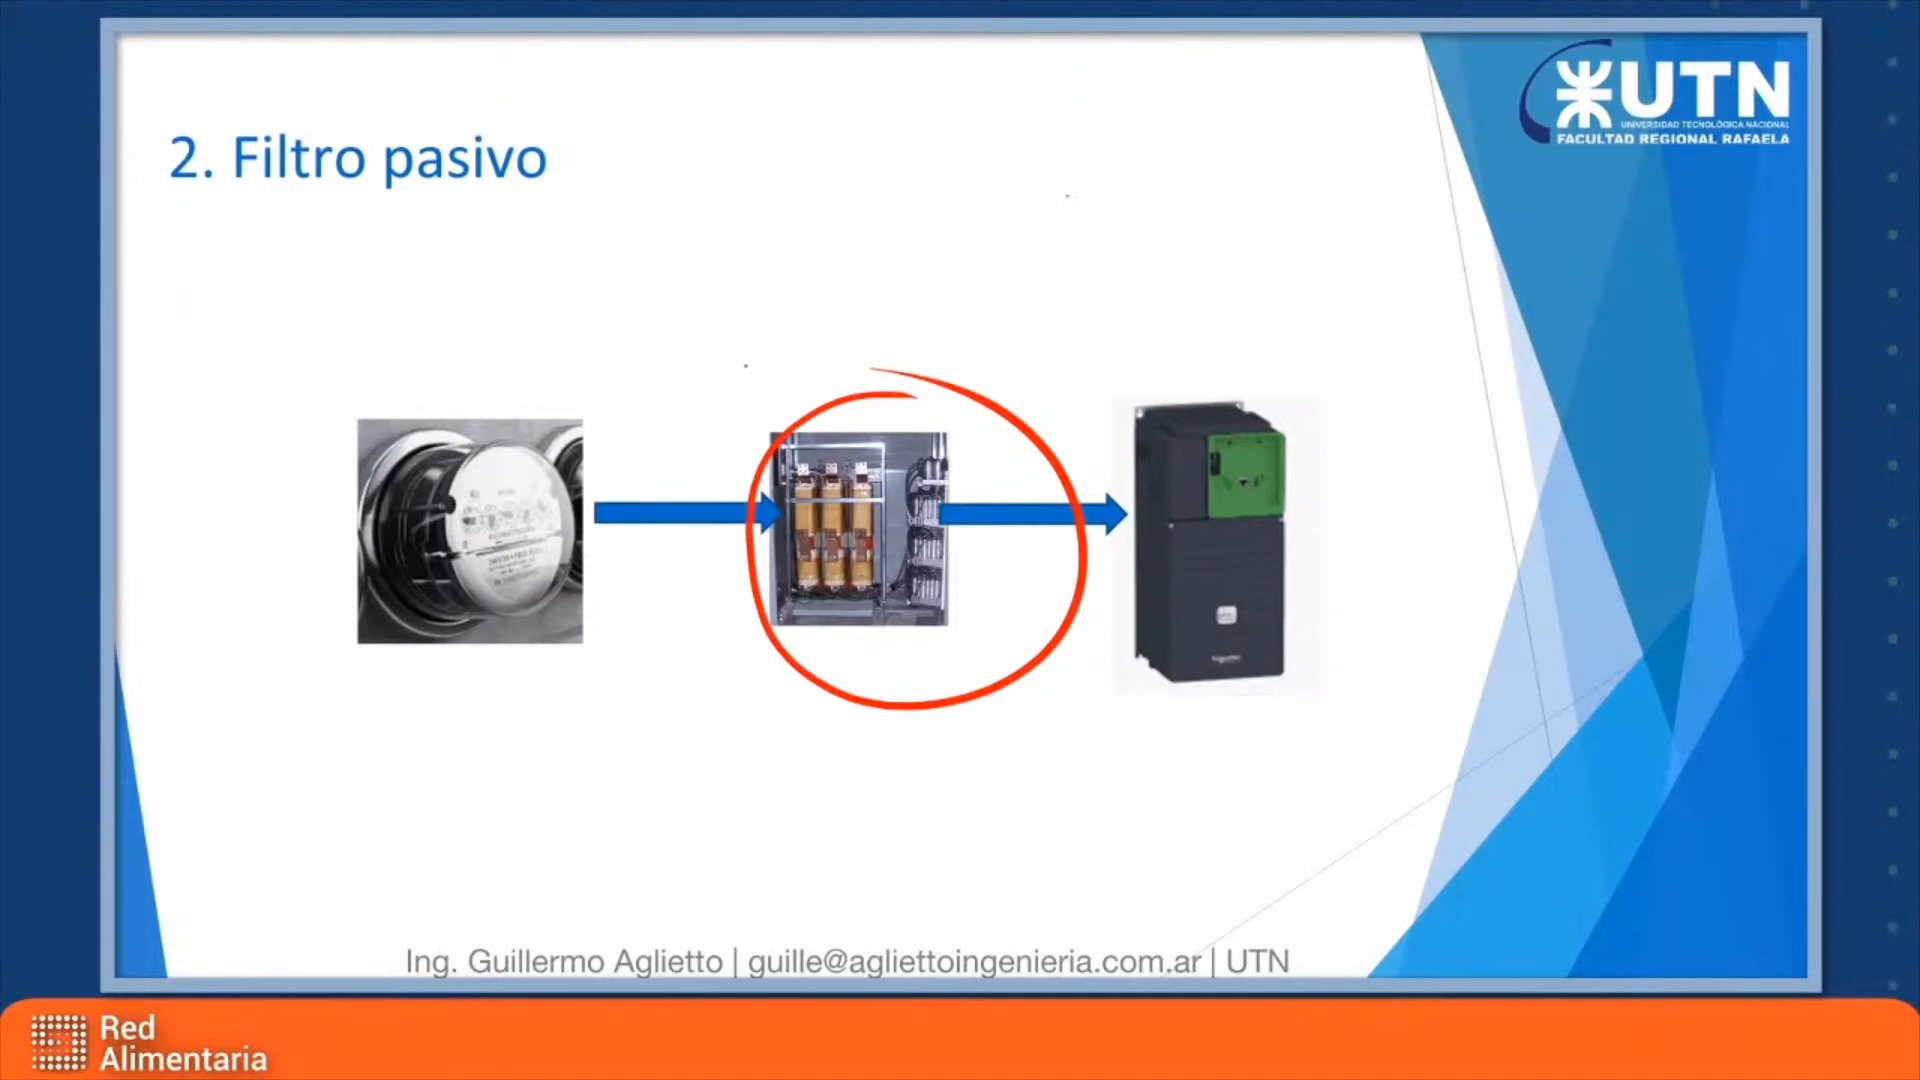 UTN
UNIVERSIDAD TECNOLÓGICA NACIONAL
FACULTAD REGIONAL RAFAELA
2. Filtro pasivo
Ing. Guillermo Aglietto | guille@agliettoingenieria.com.ar | UTN
Red
Alimentaria